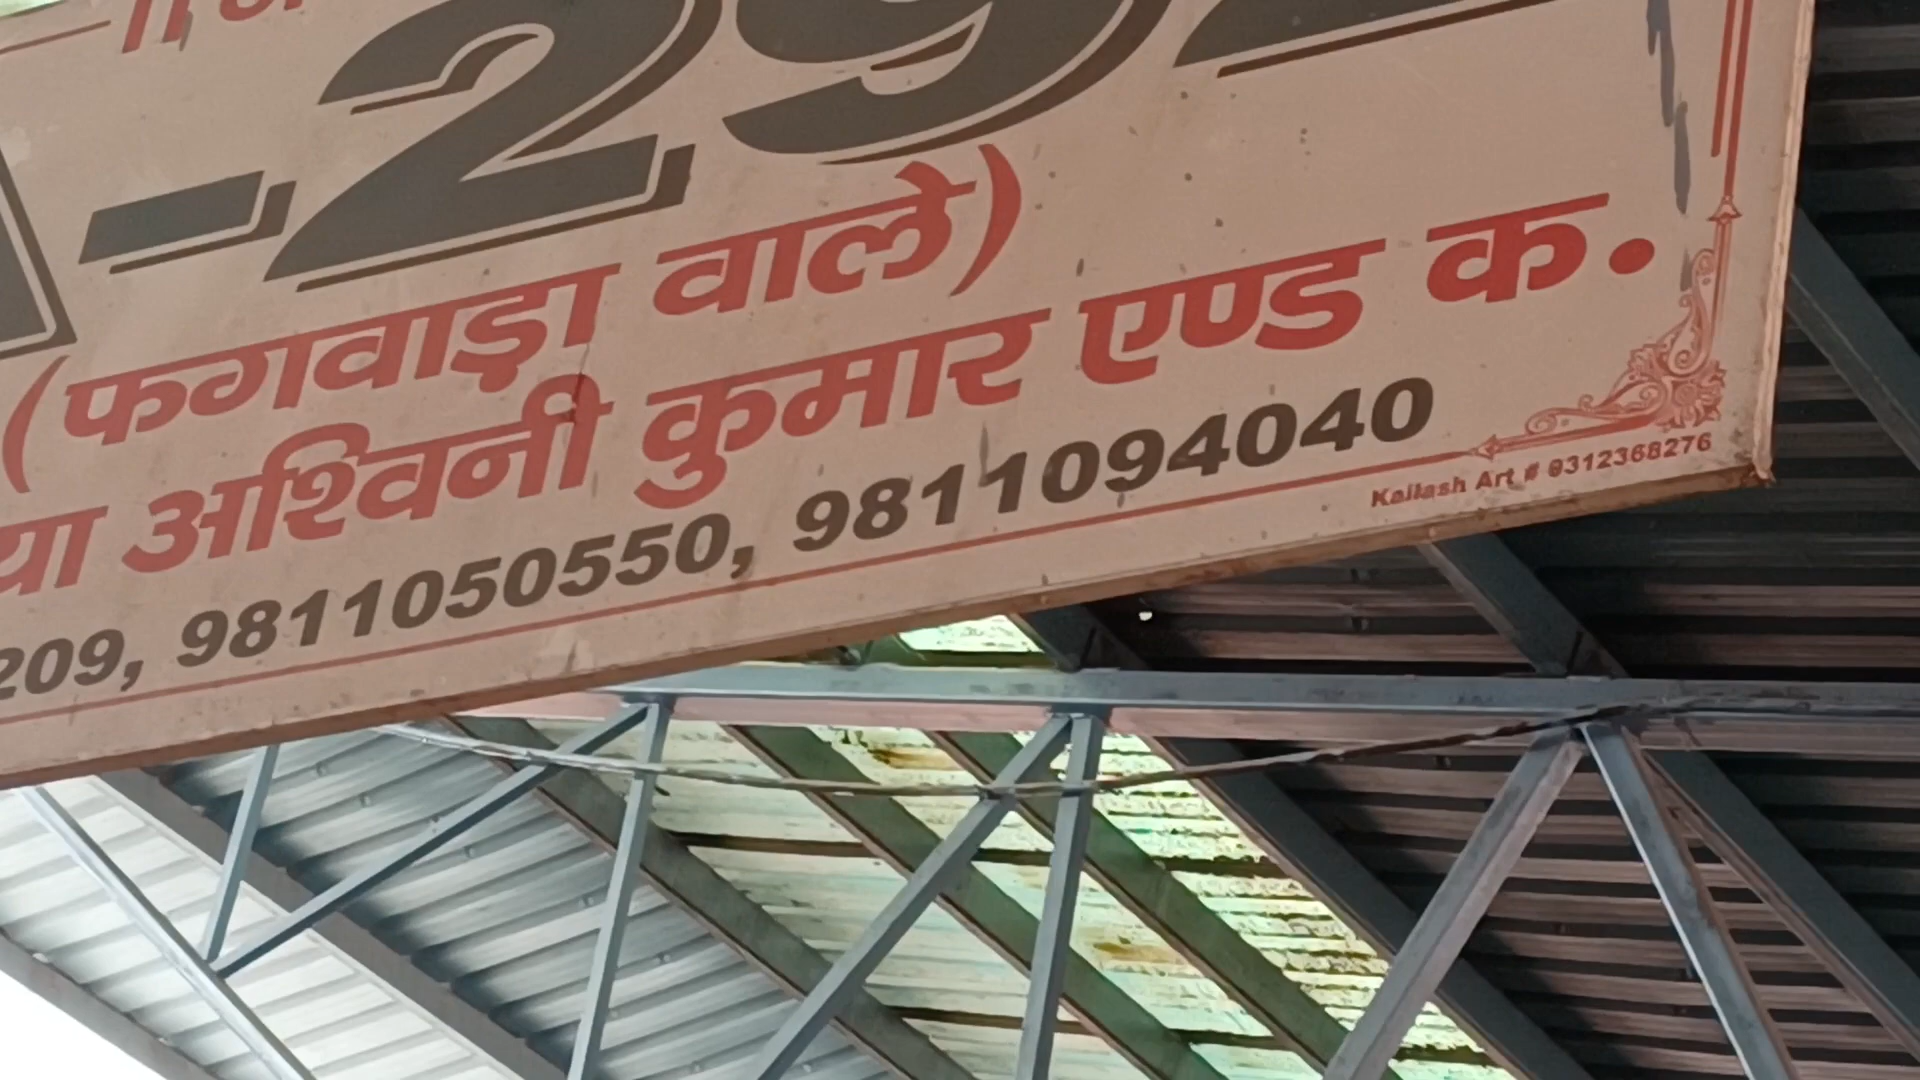 -292
(फगवाड़ा वाले)
अश्विनी कुमार एण्ड क.
209, 9811050550, 9811094040
Kailash Art # 9312368276